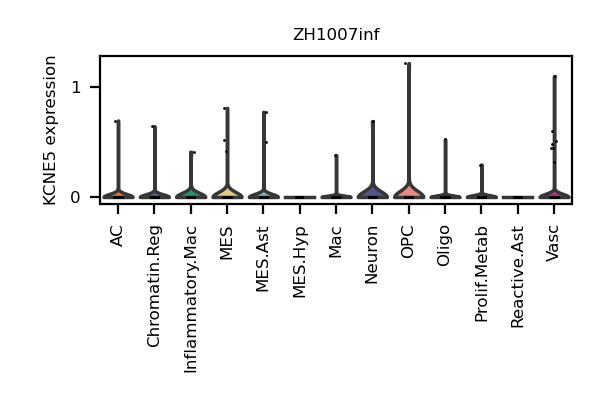 ZH1007inf
KCNE5 expression
1
0
AC
Chromatin.Reg
Inflammatory.Mac
MES
MES.Ast
MES.Hyp
Mac
Neuron
OPC
Oligo
Prolif.Metab
Reactive.Ast
Vasc